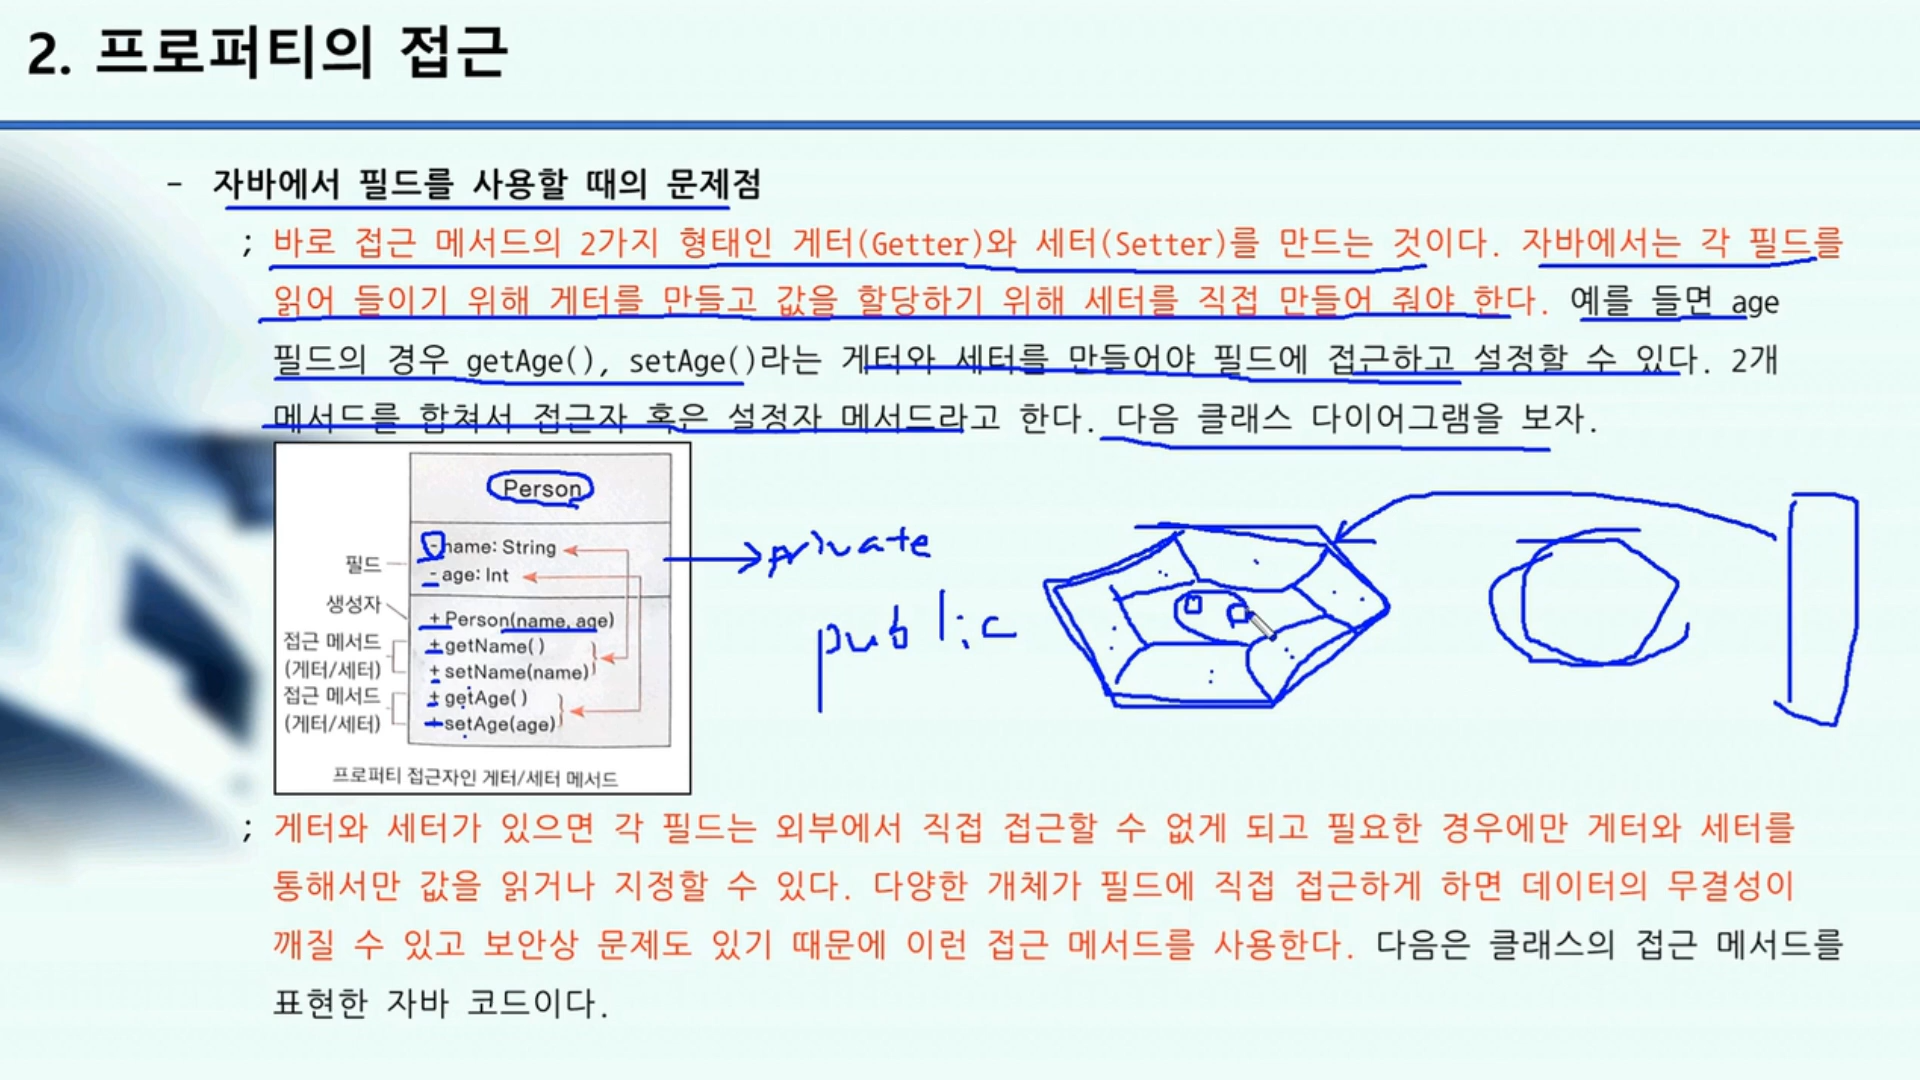 2. 프로퍼티의 접근
- 자바에서 필드를 사용할 때의 문제점
; 바로 접근 메서드의 2가지 형태인 게터(Getter)와 세터(Setter)를 만드는 것이다. 자바에서는 각 필드를
읽어 들이기 위해 게터를 만들고 값을 할당하기 위해 세터를 직접 만들어 줘야 한다. 예를 들면 age
필드의 경우 getAge(), setAge()라는 게터와 세터를 만들어야 필드에 접근하고 설정할 수 있다. 2개
메서드를 합쳐서 접근자 혹은 설정자 메서드라고 한다. 다음 클래스 다이어그램을 보자.
Person
필드
- name: String
- age: Int
생성자
+ Person(name, age)
접근 메서드
(게터/세터)
+ getName()
+ setName(name)
접근 메서드
(게터/세터)
+ getAge()
+ setAge(age)
프로퍼티 접근자인 게터/세터 메서드
private
public
; 게터와 세터가 있으면 각 필드는 외부에서 직접 접근할 수 없게 되고 필요한 경우에만 게터와 세터를
통해서만 값을 읽거나 지정할 수 있다. 다양한 개체가 필드에 직접 접근하게 하면 데이터의 무결성이
깨질 수 있고 보안상 문제도 있기 때문에 이런 접근 메서드를 사용한다. 다음은 클래스의 접근 메서드를
표현한 자바 코드이다.